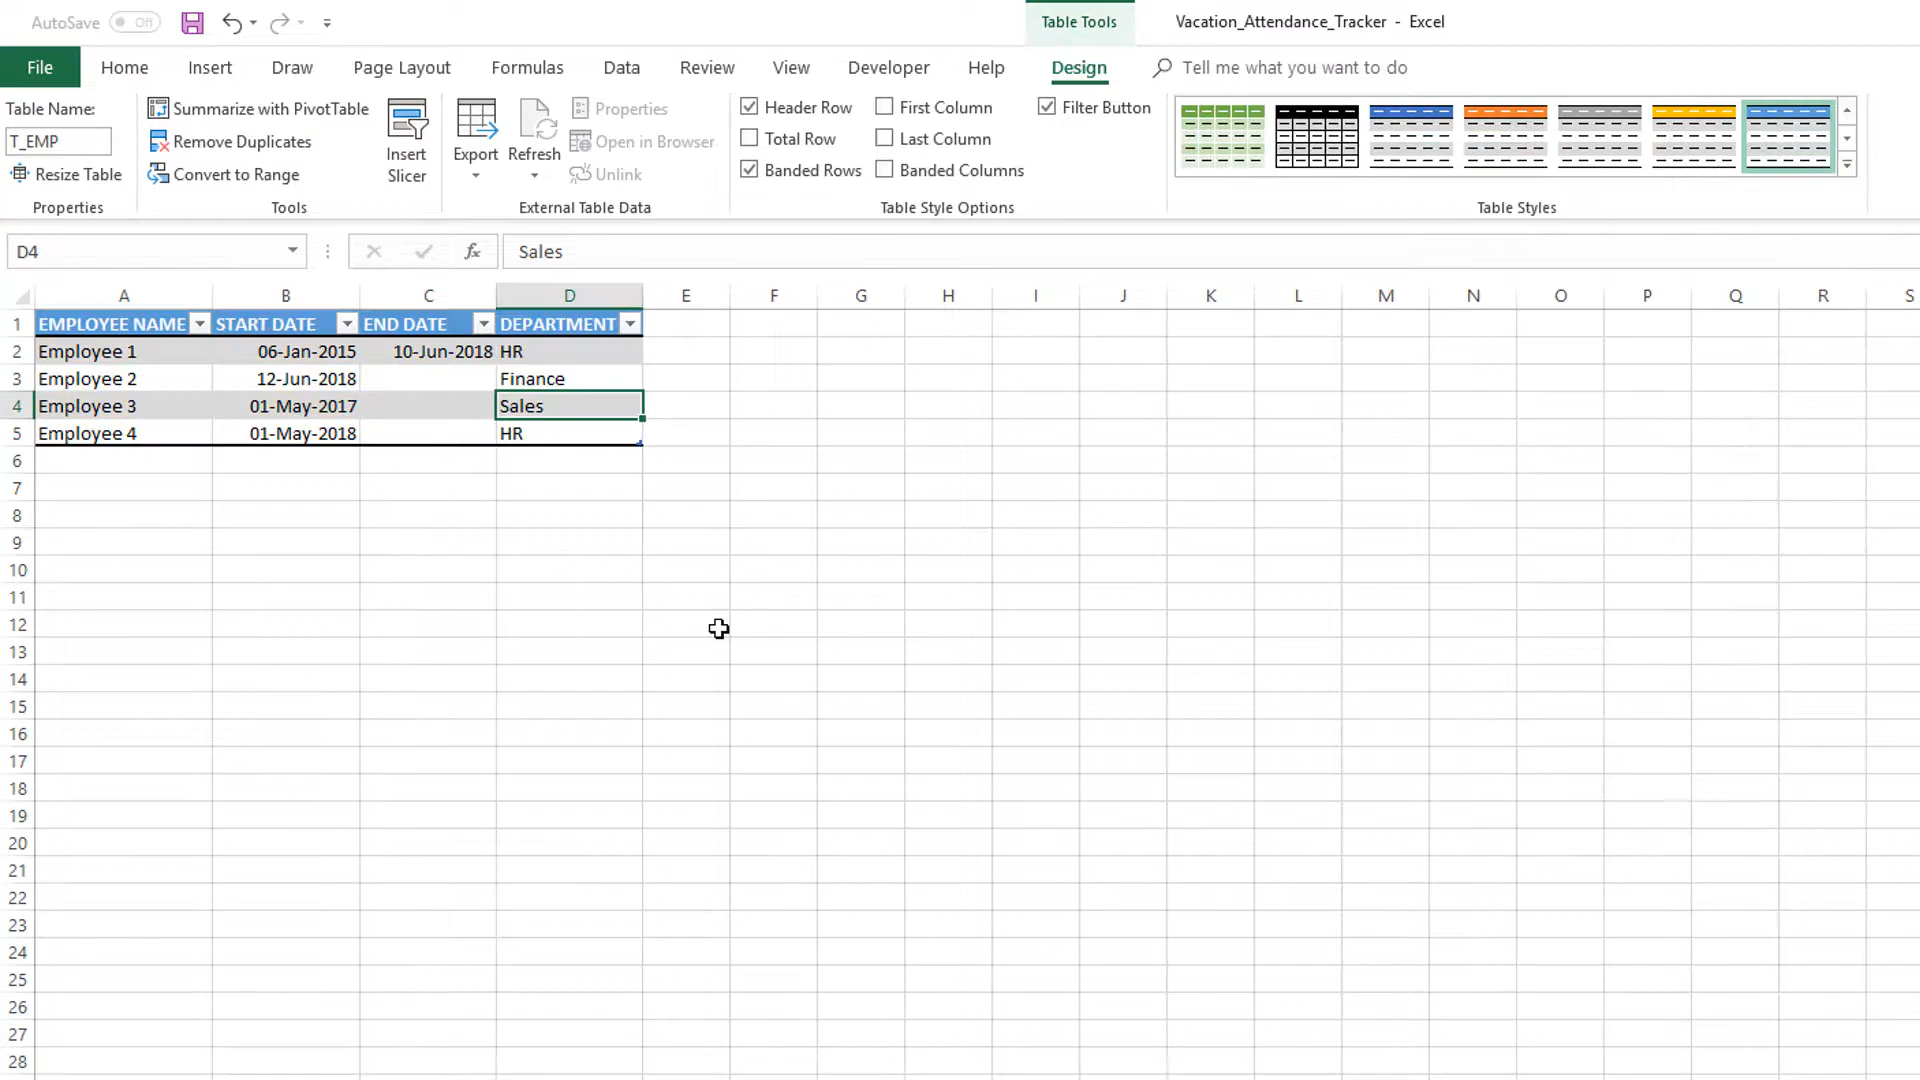 AutoSave Off Table Tools Vacation_Attendance_Tracker - Excel
File Home Insert Draw Page Layout Formulas Data Review View Developer Help Design Tell me what you want to do
Table Name: Summarize with PivotTable Properties Header Row First Column Filter Button
T_EMP Remove Duplicates Insert Slicer Export Refresh Open in Browser Total Row Last Column
Resize Table Convert to Range Unlink Banded Rows Banded Columns
Properties Tools External Table Data Table Style Options Table Styles
D4 fx Sales
A B C D E F G H I J K L M N O P Q R S
1 EMPLOYEE NAME START DATE END DATE DEPARTMENT
2 Employee 1 06-Jan-2015 10-Jun-2018 HR
3 Employee 2 12-Jun-2018 Finance
4 Employee 3 01-May-2017 Sales
5 Employee 4 01-May-2018 HR
6
7
8
9
10
11
12
13
14
15
16
17
18
19
20
21
22
23
24
25
26
27
28